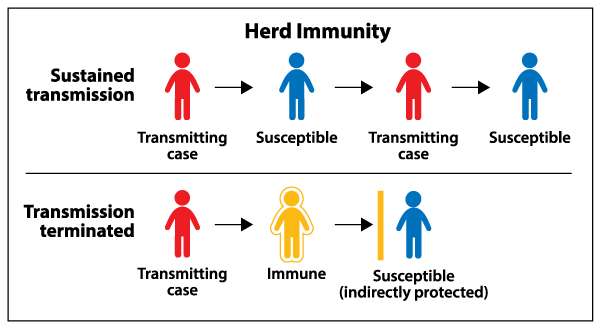 Herd Immunity
Sustained
transmission
Transmitting
case
Susceptible
Transmitting
case
Susceptible
Transmission
terminated
Transmitting
case
Immune
Susceptible
(indirectly protected)